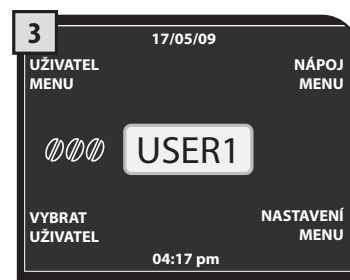 3
17/05/09
UŽIVATEL
MENU
NÁPOJ
MENU
USER1
VYBRAT
UŽIVATEL
NASTAVENÍ
MENU
04:17 pm